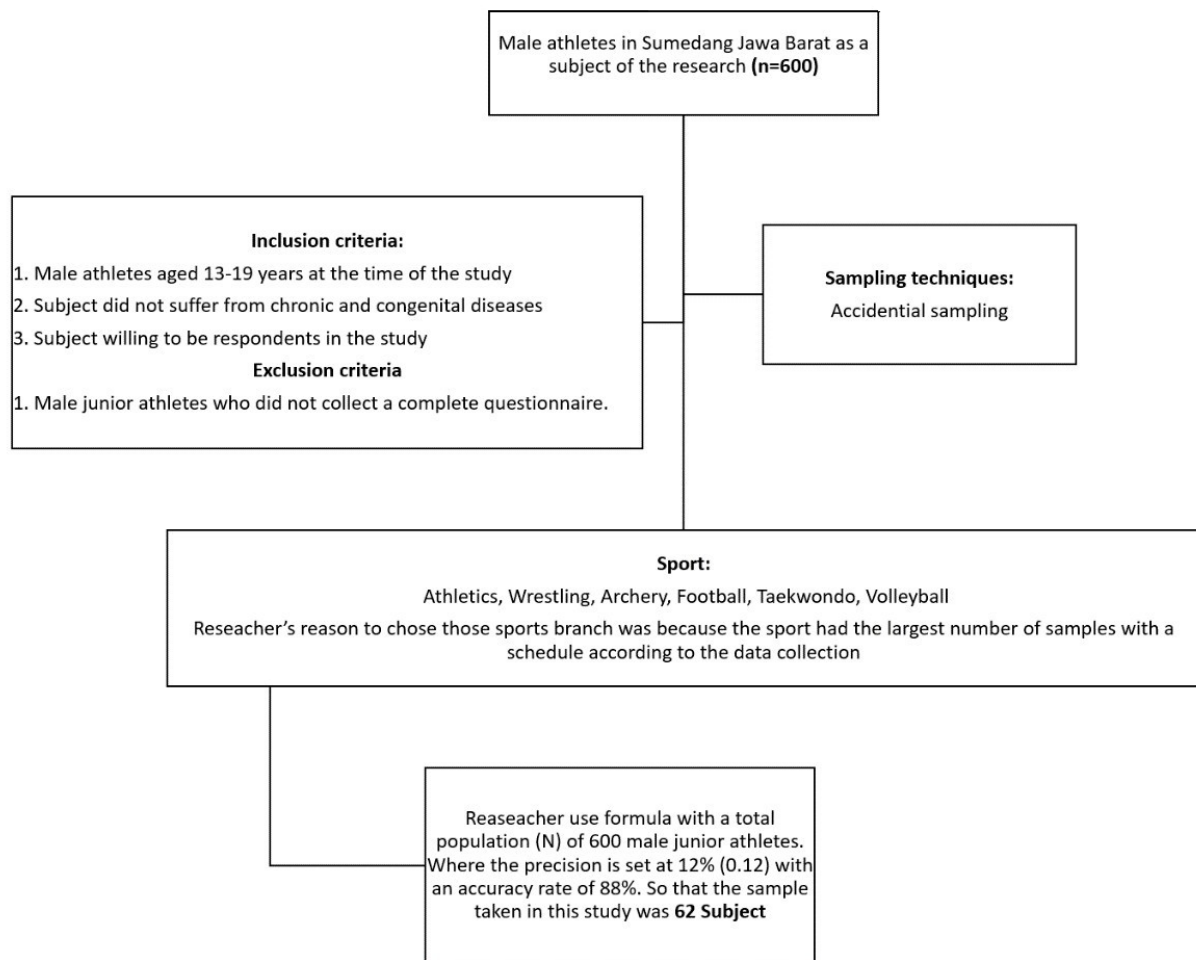 Male athletes in Sumedang Jawa Barat as a
subject of the research (n=600)
Inclusion criteria:
1. Male athletes aged 13-19 years at the time of the study
2. Subject did not suffer from chronic and congenital diseases
3. Subject willing to be respondents in the study
Exclusion criteria
1. Male junior athletes who did not collect a complete questionnaire.
Sampling techniques:
Accidential sampling
Sport:
Athletics, Wrestling, Archery, Football, Taekwondo, Volleyball
Reseacher's reason to chose those sports branch was because the sport had the largest number of samples with a
schedule according to the data collection
Reaseacher use formula with a total
population (N) of 600 male junior athletes.
Where the precision is set at 12% (0.12) with
an accuracy rate of 88%. So that the sample
taken in this study was 62 Subject